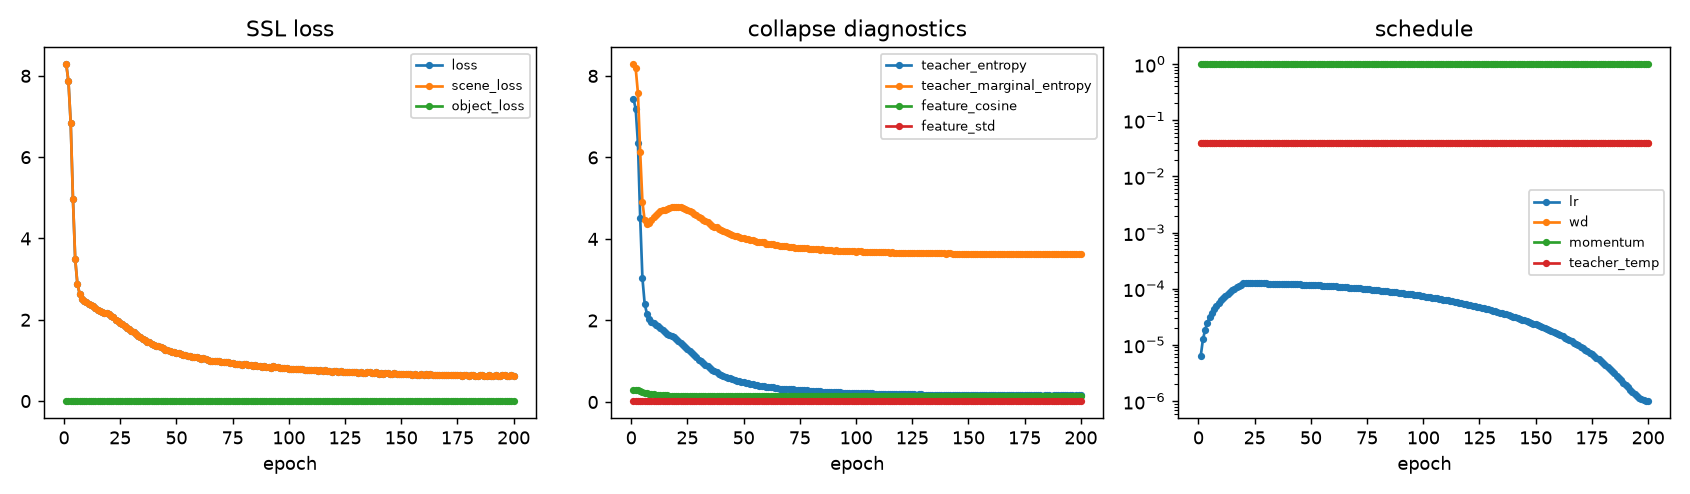 SSL loss
loss
scene_loss
object_loss
8
6
4
2
0
0 25 50 75 100 125 150 175 200
epoch
collapse diagnostics
teacher_entropy
teacher_marginal_entropy
feature_cosine
feature_std
8
6
4
2
0
0 25 50 75 100 125 150 175 200
epoch
schedule
10⁰
10⁻¹
10⁻²
10⁻³
10⁻⁴
10⁻⁵
10⁻⁶
lr
wd
momentum
teacher_temp
0 25 50 75 100 125 150 175 200
epoch